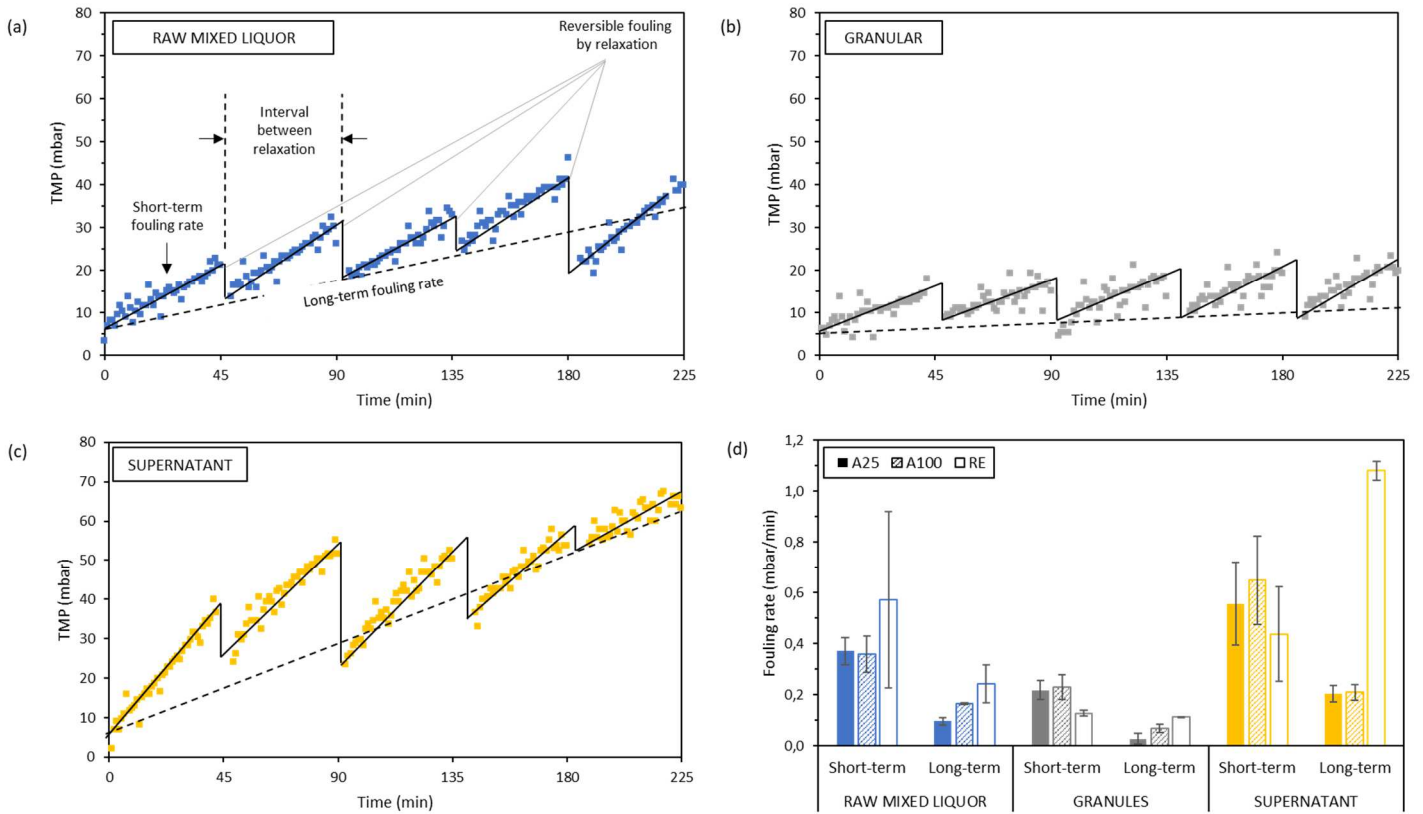 (a)
RAW MIXED LIQUOR
Reversible fouling
by relaxation
Interval
between
relaxation
Short-term
fouling rate
Long-term fouling rate
TMP (mbar)
80
70
60
50
40
30
20
10
0
0 45 90 135 180 225
Time (min)
(b)
GRANULAR
TMP (mbar)
80
70
60
50
40
30
20
10
0
0 45 90 135 180 225
Time (min)
(c)
SUPERNATANT
TMP (mbar)
80
70
60
50
40
30
20
10
0
0 45 90 135 180 225
Time (min)
(d)
A25 A100 RE
Fouling rate (mbar/min)
1,2
1,0
0,8
0,6
0,4
0,2
0,0
Short-term Long-term Short-term Long-term Short-term Long-term
RAW MIXED LIQUOR GRANULES SUPERNATANT